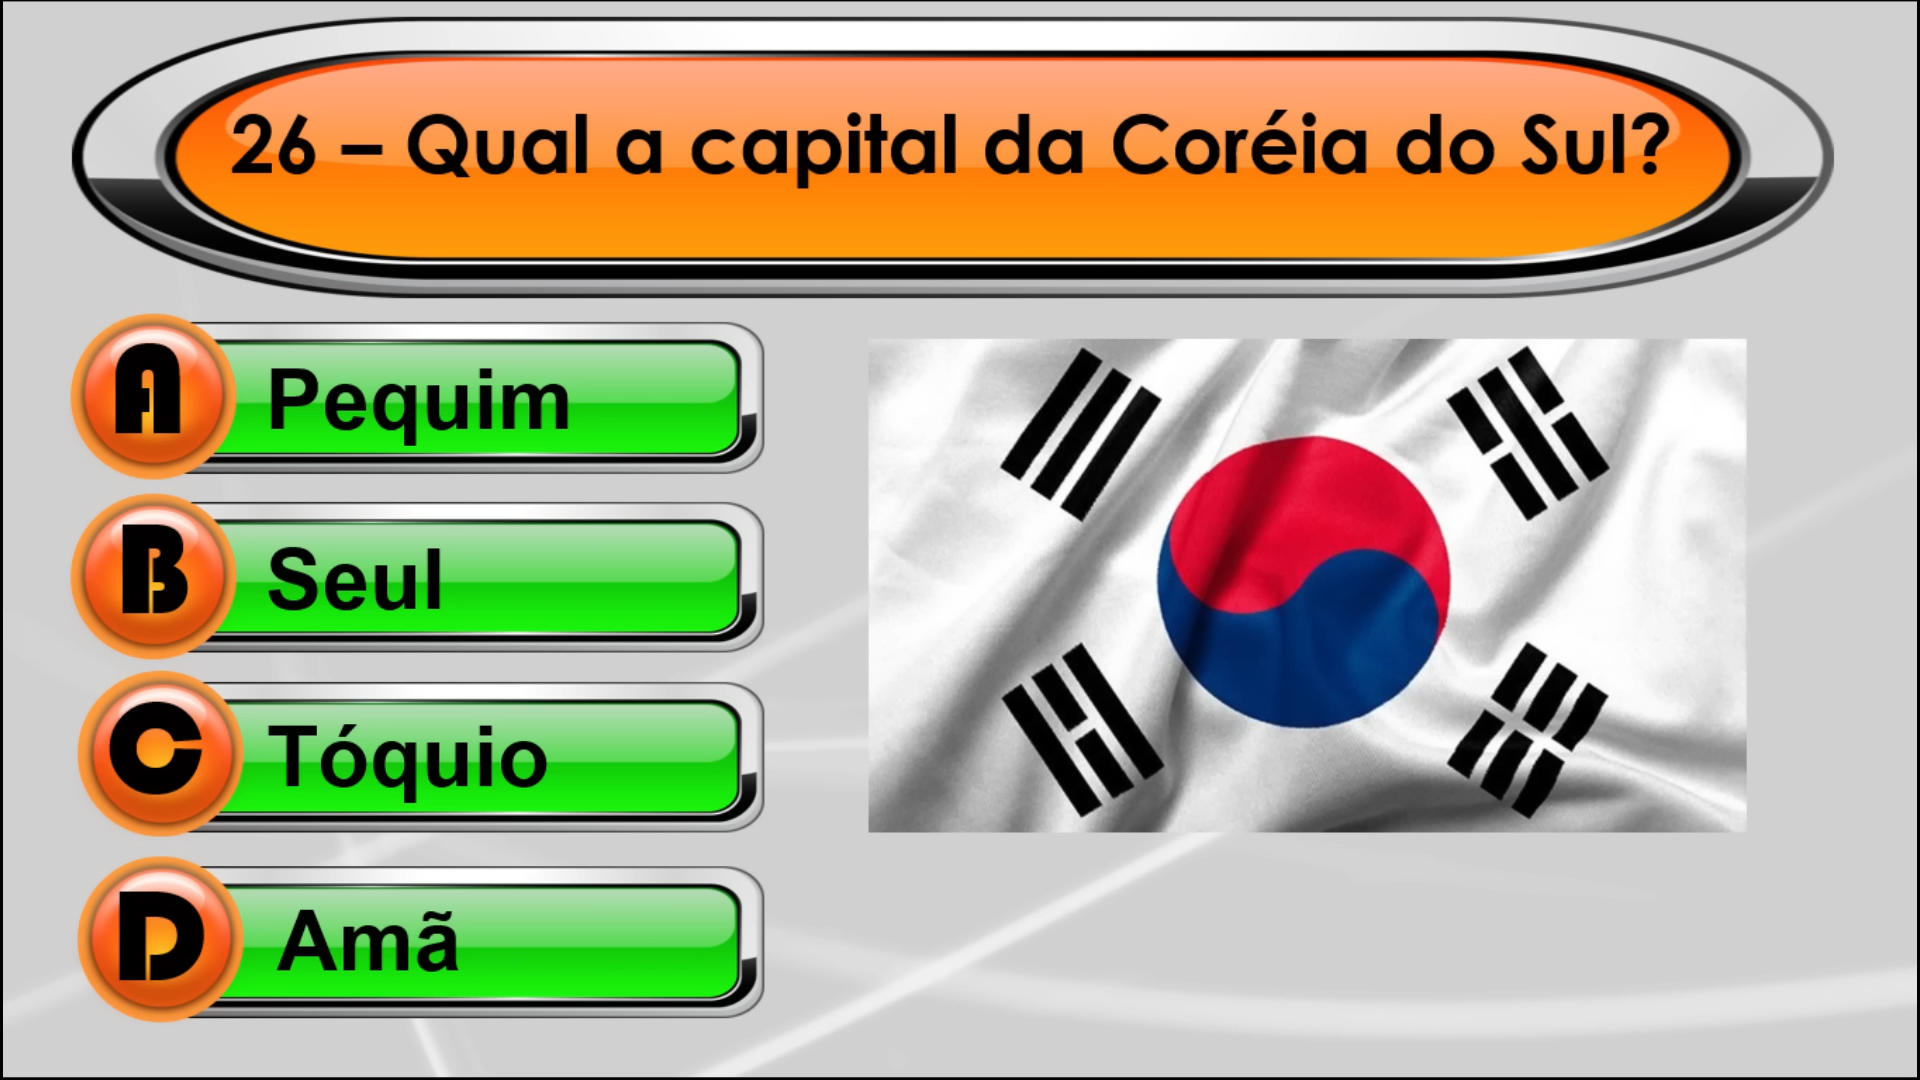 26 – Qual a capital da Coréia do Sul?
A Pequim
B Seul
C Tóquio
D Amã